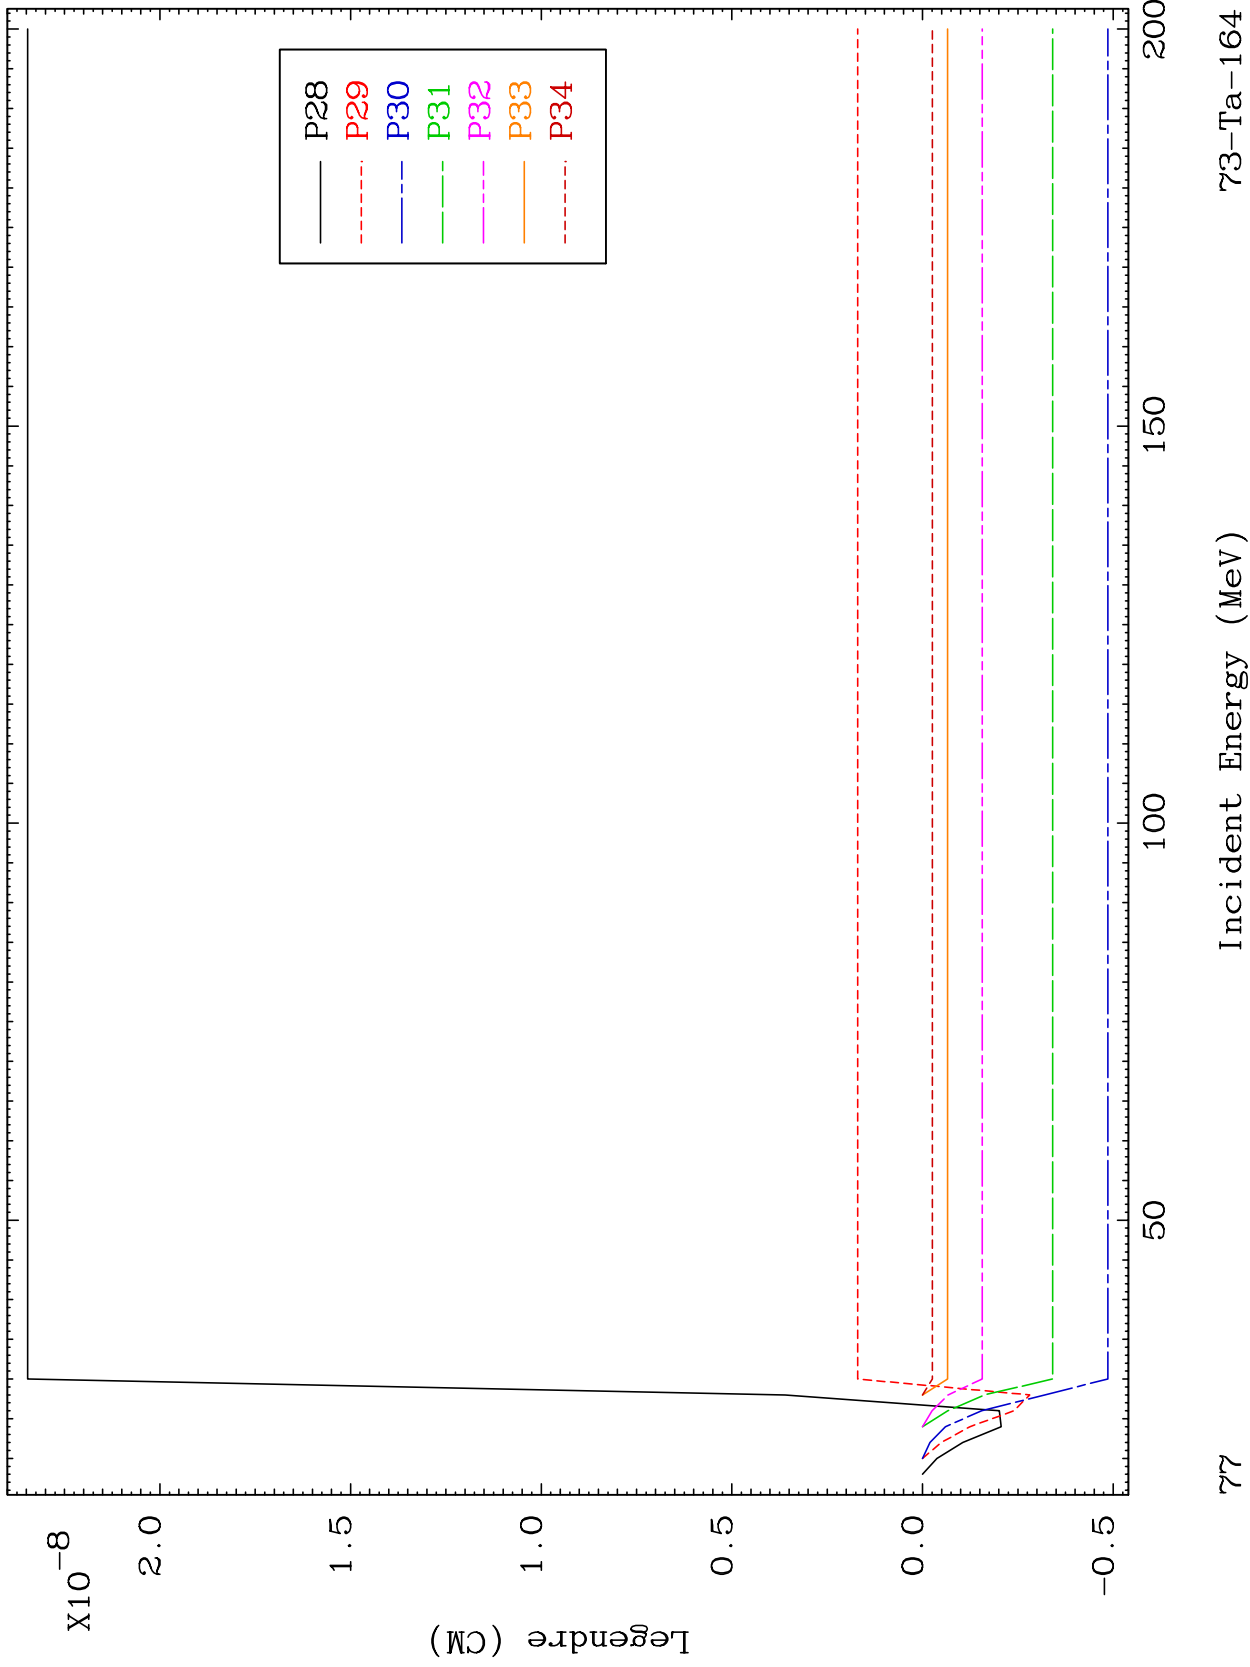 X10-8
2.0
1.5
1.0
0.5
0.0
-0.5
Legendre (CM)
50
100
150
200
Incident Energy (MeV)
P28
P29
P30
P31
P32
P33
P34
77
73-Ta-164